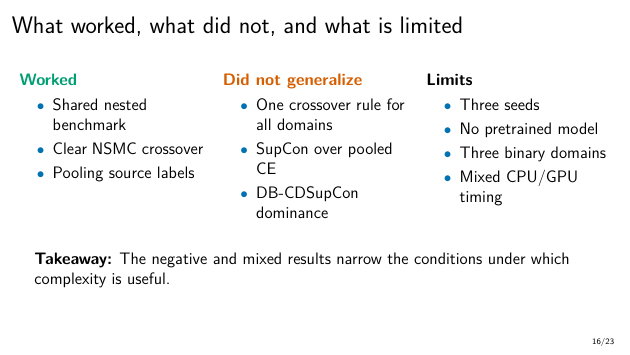 What worked, what did not, and what is limited
Worked
• Shared nested
benchmark
• Clear NSMC crossover
• Pooling source labels
Did not generalize
• One crossover rule for
all domains
• SupCon over pooled
CE
• DB-CDSupCon
dominance
Limits
• Three seeds
• No pretrained model
• Three binary domains
• Mixed CPU/GPU
timing
Takeaway: The negative and mixed results narrow the conditions under which
complexity is useful.
16/23